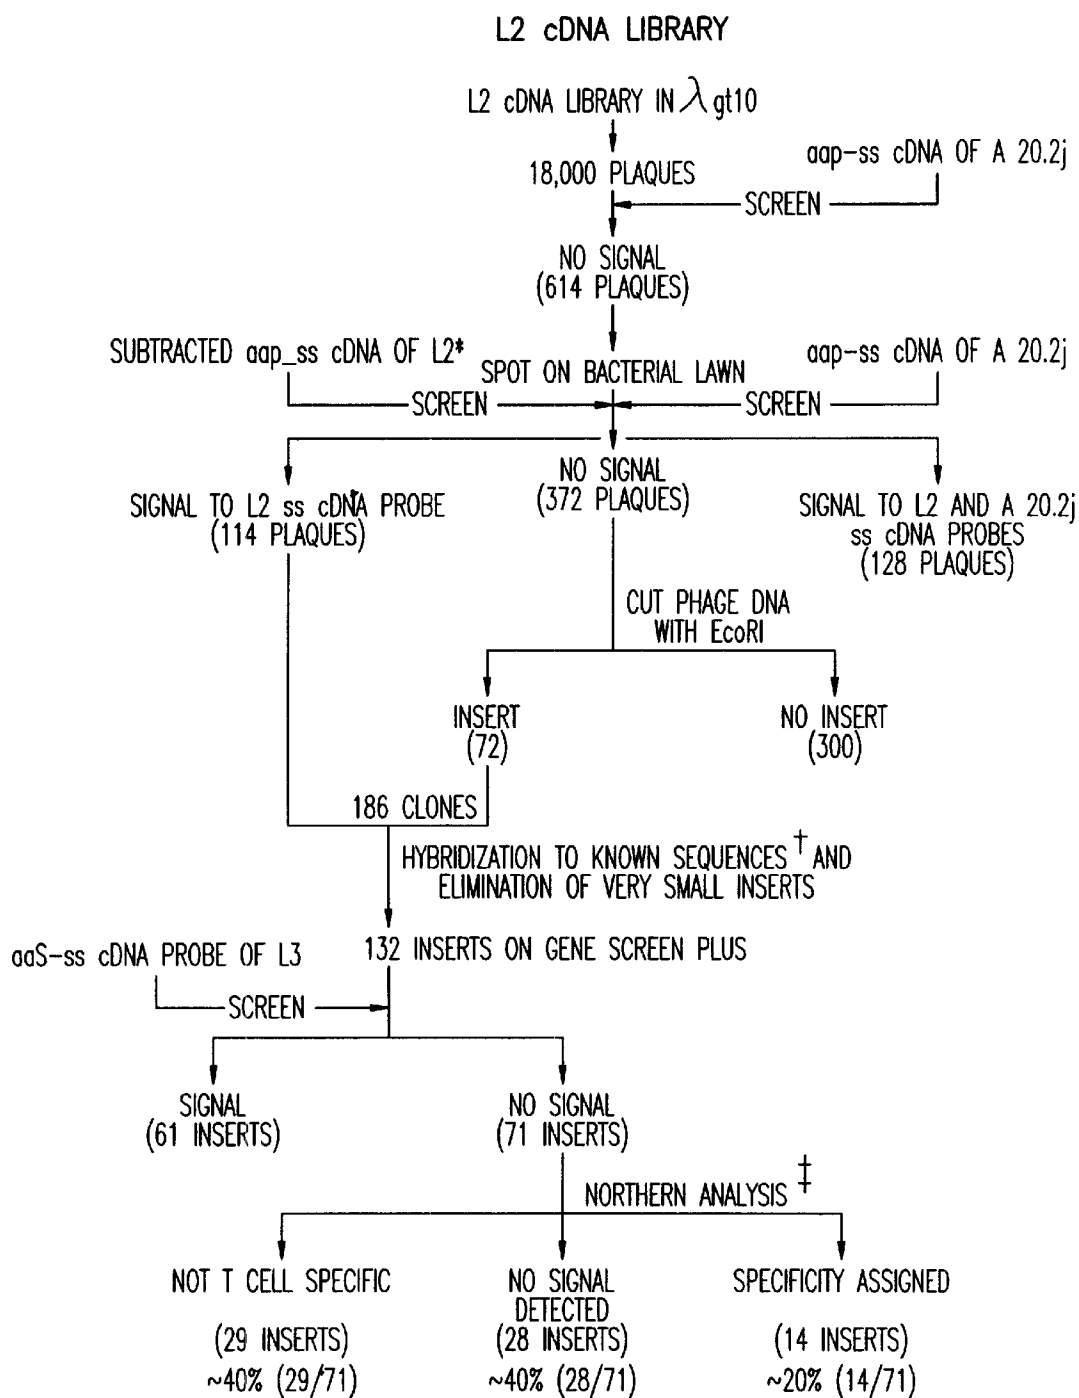 L2 cDNA LIBRARY
L2 cDNA LIBRARY IN λ gt10
aap-ss cDNA OF A 20.2j
18,000 PLAQUES
SCREEN
NO SIGNAL
(614 PLAQUES)
SUBTRACTED aap_ss cDNA OF L2*
aap-ss cDNA OF A 20.2j
SPOT ON BACTERIAL LAWN
SCREEN
SCREEN
NO SIGNAL
(372 PLAQUES)
SIGNAL TO L2 ss cDNA PROBE
(114 PLAQUES)
SIGNAL TO L2 AND A 20.2j
ss cDNA PROBES
(128 PLAQUES)
CUT PHAGE DNA
WITH EcoRI
INSERT
(72)
NO INSERT
(300)
186 CLONES
HYBRIDIZATION TO KNOWN SEQUENCES † AND
ELIMINATION OF VERY SMALL INSERTS
aaS-ss cDNA PROBE OF L3
132 INSERTS ON GENE SCREEN PLUS
SCREEN
SIGNAL
(61 INSERTS)
NO SIGNAL
(71 INSERTS)
NORTHERN ANALYSIS ‡
NOT T CELL SPECIFIC
(29 INSERTS)
~40% (29/71)
NO SIGNAL
DETECTED
(28 INSERTS)
~40% (28/71)
SPECIFICITY ASSIGNED
(14 INSERTS)
~20% (14/71)